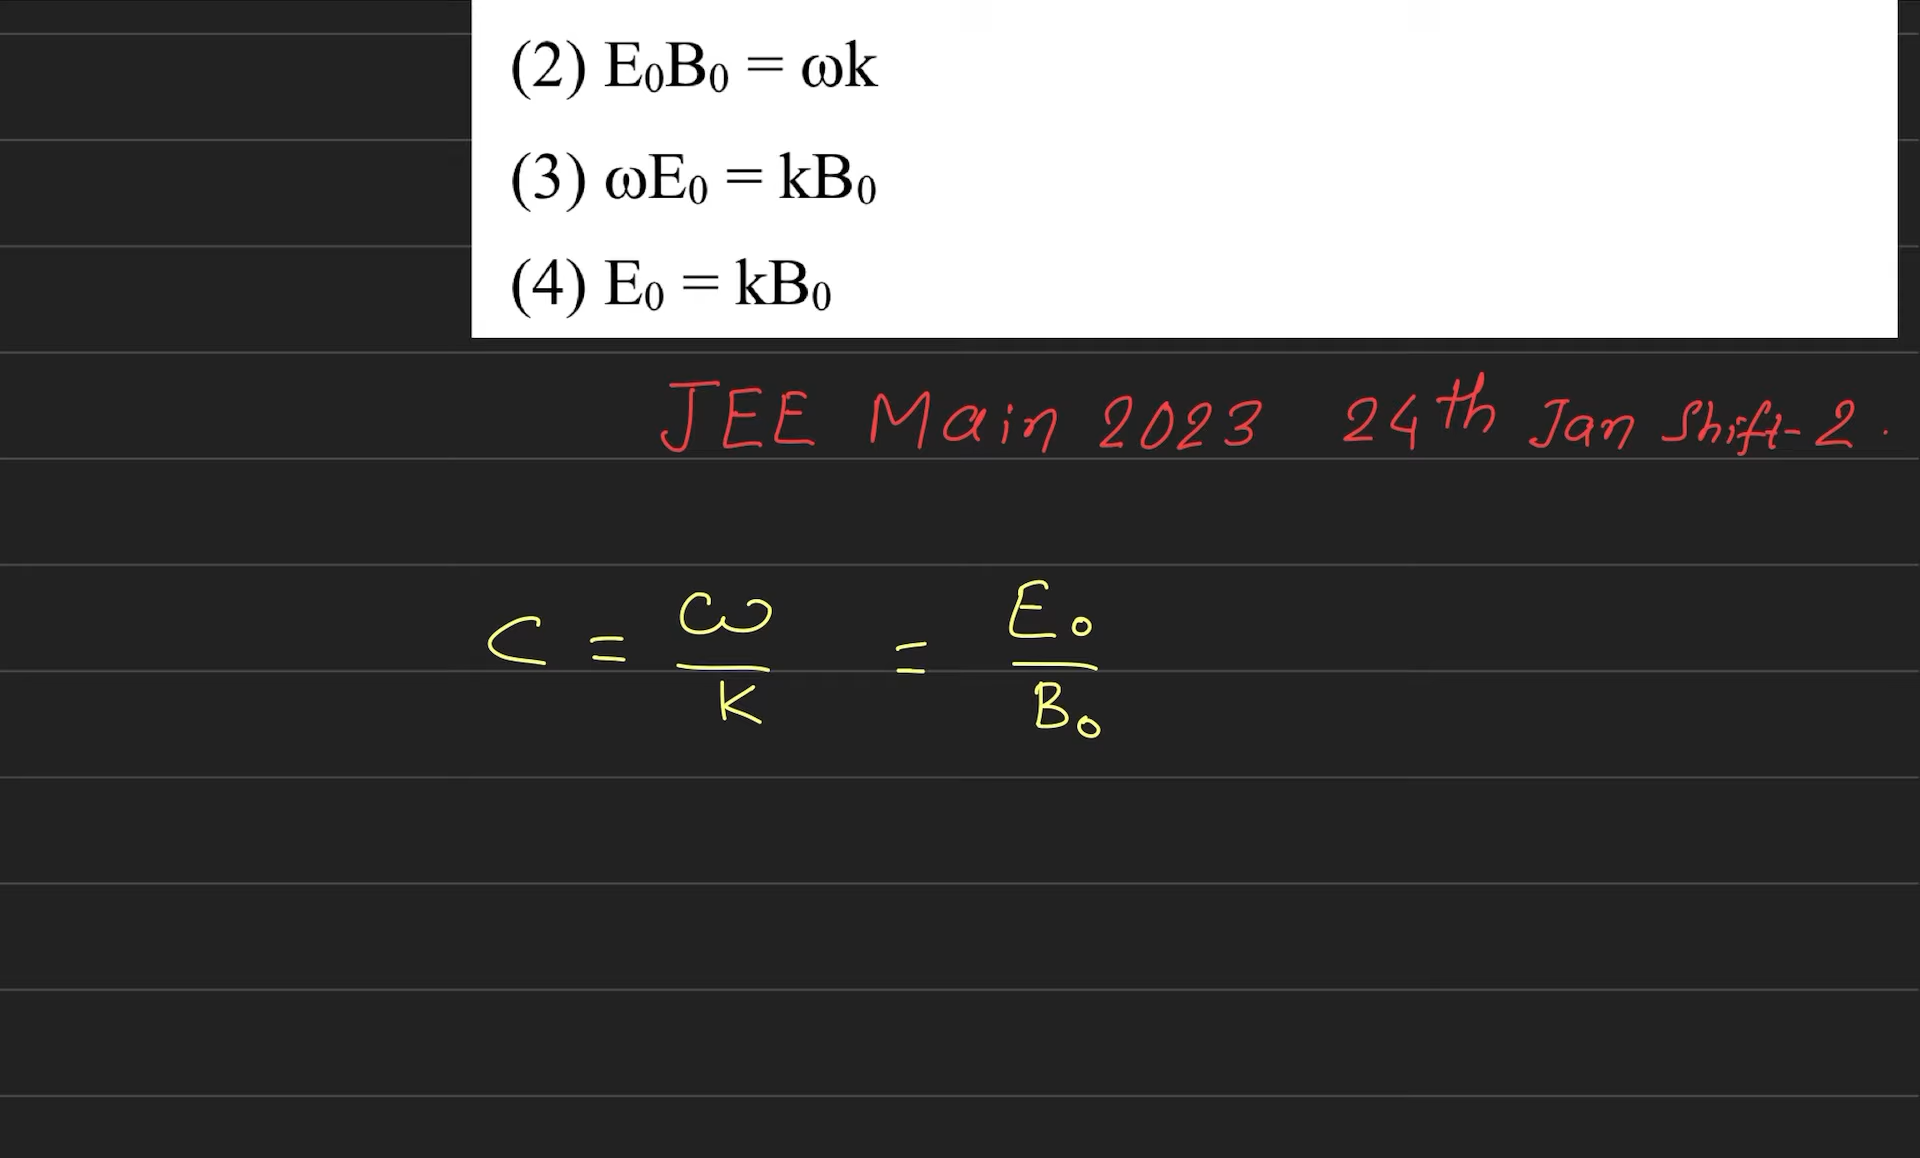 (2) E₀B₀ = ωk
(3) ωE₀ = kB₀
(4) E₀ = kB₀
JEE Main 2023 24th Jan Shift-2.
C = ω/K = E₀/B₀